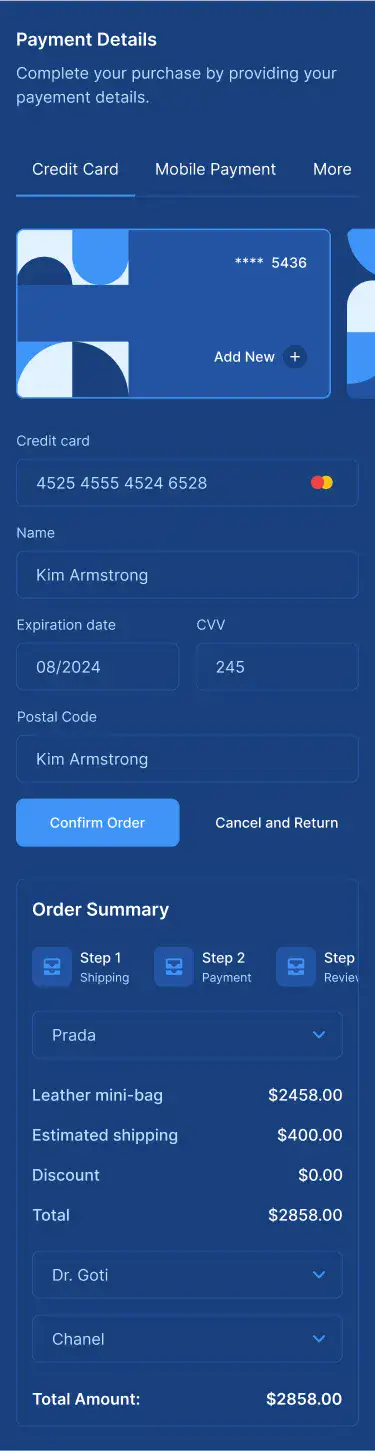 Payment Details
Complete your purchase by providing your
payement details.
Credit Card Mobile Payment More
**** 5436
Add New +
Credit card
4525 4555 4524 6528
Name
Kim Armstrong
Expiration date CVV
08/2024 245
Postal Code
Kim Armstrong
Confirm Order Cancel and Return
Order Summary
Step 1 Step 2 Step
Shipping Payment Review
Prada
Leather mini-bag $2458.00
Estimated shipping $400.00
Discount $0.00
Total $2858.00
Dr. Goti
Chanel
Total Amount: $2858.00